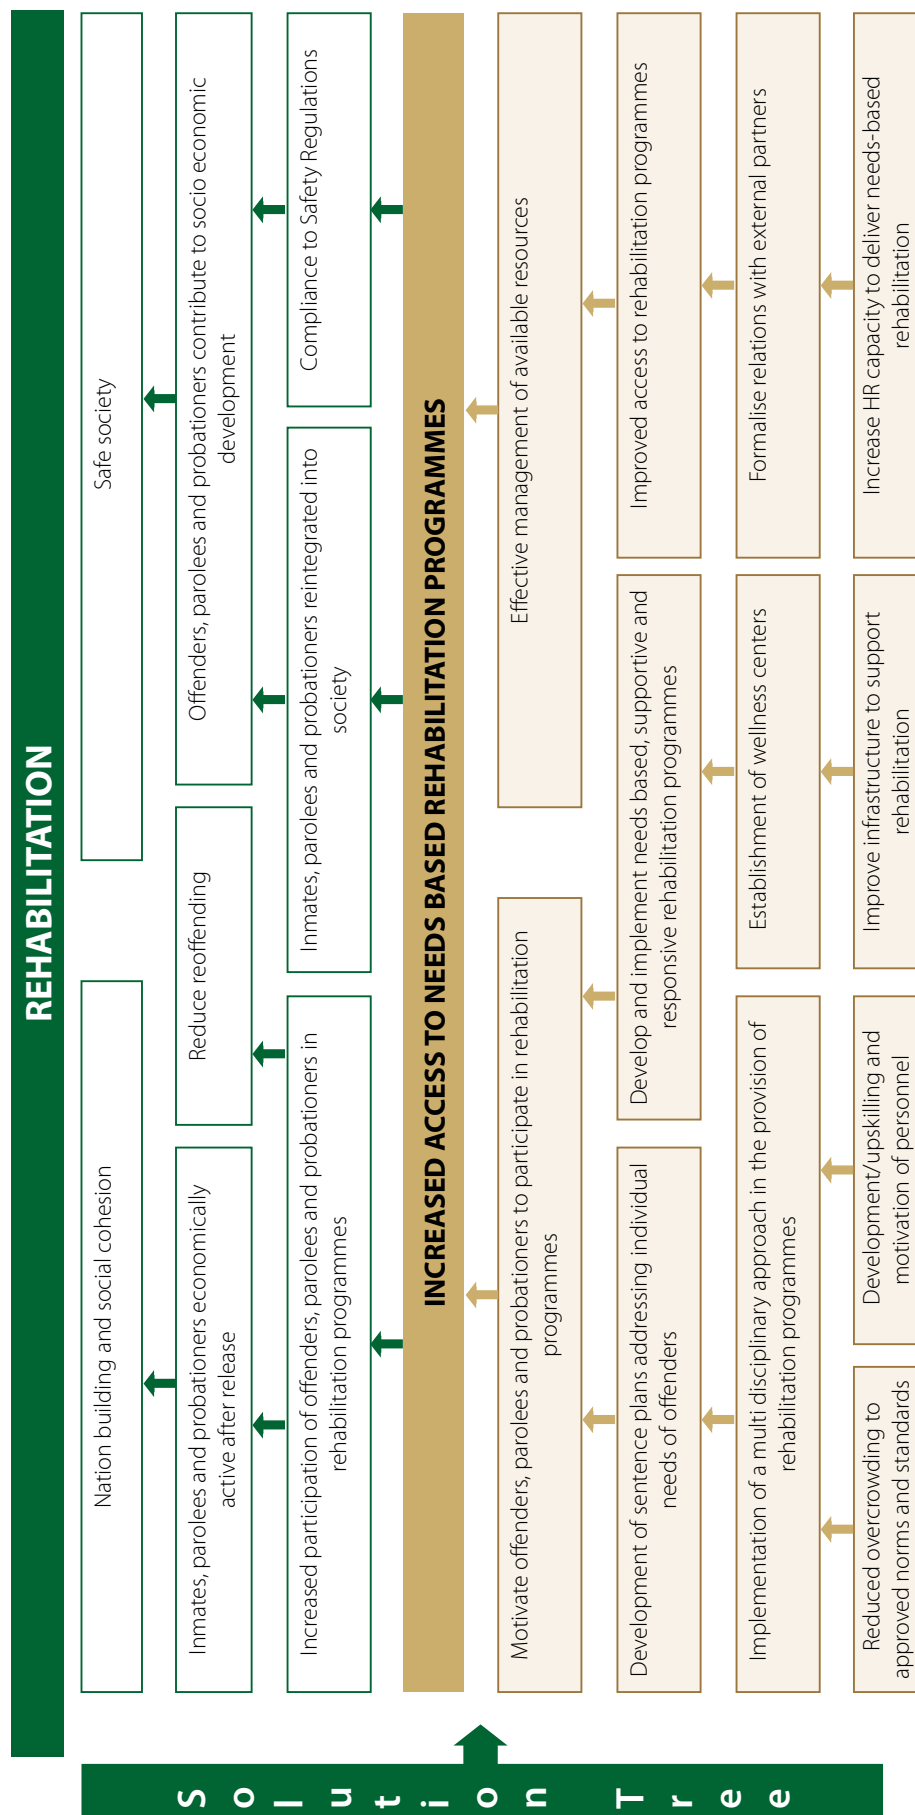 REHABILITATION
Solution Tree
Nation building and social cohesion
Safe society
Inmates, parolees and probationers economically
active after release
Reduce reoffending
Offenders, parolees and probationers contribute to socio economic
development
Increased participation of offenders, parolees and probationers in
rehabilitation programmes
Inmates, parolees and probationers reintegrated into
society
Compliance to Safety Regulations
INCREASED ACCESS TO NEEDS BASED REHABILITATION PROGRAMMES
Motivate offenders, parolees and probationers to participate in rehabilitation
programmes
Effective management of available resources
Development of sentence plans addressing individual
needs of offenders
Develop and implement needs based, supportive and
responsive rehabilitation programmes
Improved access to rehabilitation programmes
Implementation of a multi disciplinary approach in the provision of
rehabilitation programmes
Establishment of wellness centers
Formalise relations with external partners
Reduced overcrowding to
approved norms and standards
Development/upskilling and
motivation of personnel
Improve infrastructure to support
rehabilitation
Increase HR capacity to deliver needs-based
rehabilitation